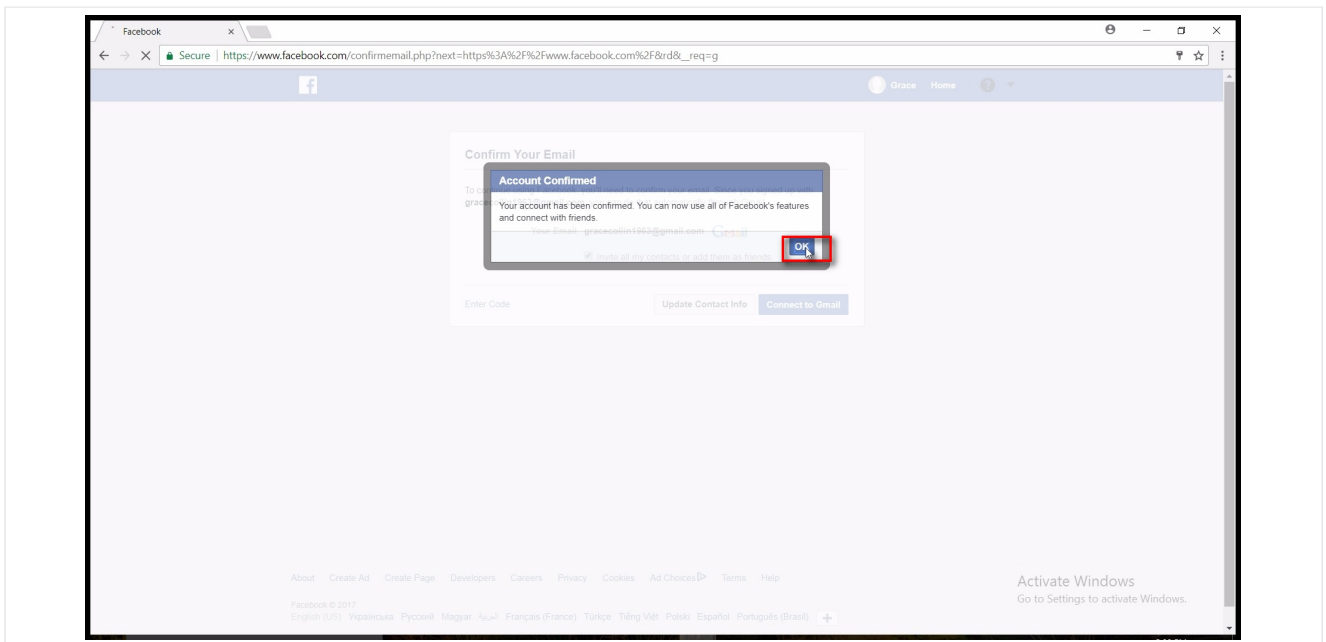 Facebook
Secure | https://www.facebook.com/confirmemail.php?next=https%3A%2F%2Fwww.facebook.com%2F&rd&__req=g
Grace Home ?
Confirm Your Email
Account Confirmed
Your account has been confirmed. You can now use all of Facebook's features
and connect with friends.
Your Email gracecollin1993@gmail.com Gmail
Invite all my contacts or add them as friends
OK
Enter Code Update Contact Info Connect to Gmail
About Create Ad Create Page Developers Careers Privacy Cookies Ad Choices Terms Help
Facebook © 2017
English (US) Українська Русский Magyar العربية Français (France) Türkçe Tiếng Việt Polski Español Português (Brasil)
Activate Windows
Go to Settings to activate Windows.